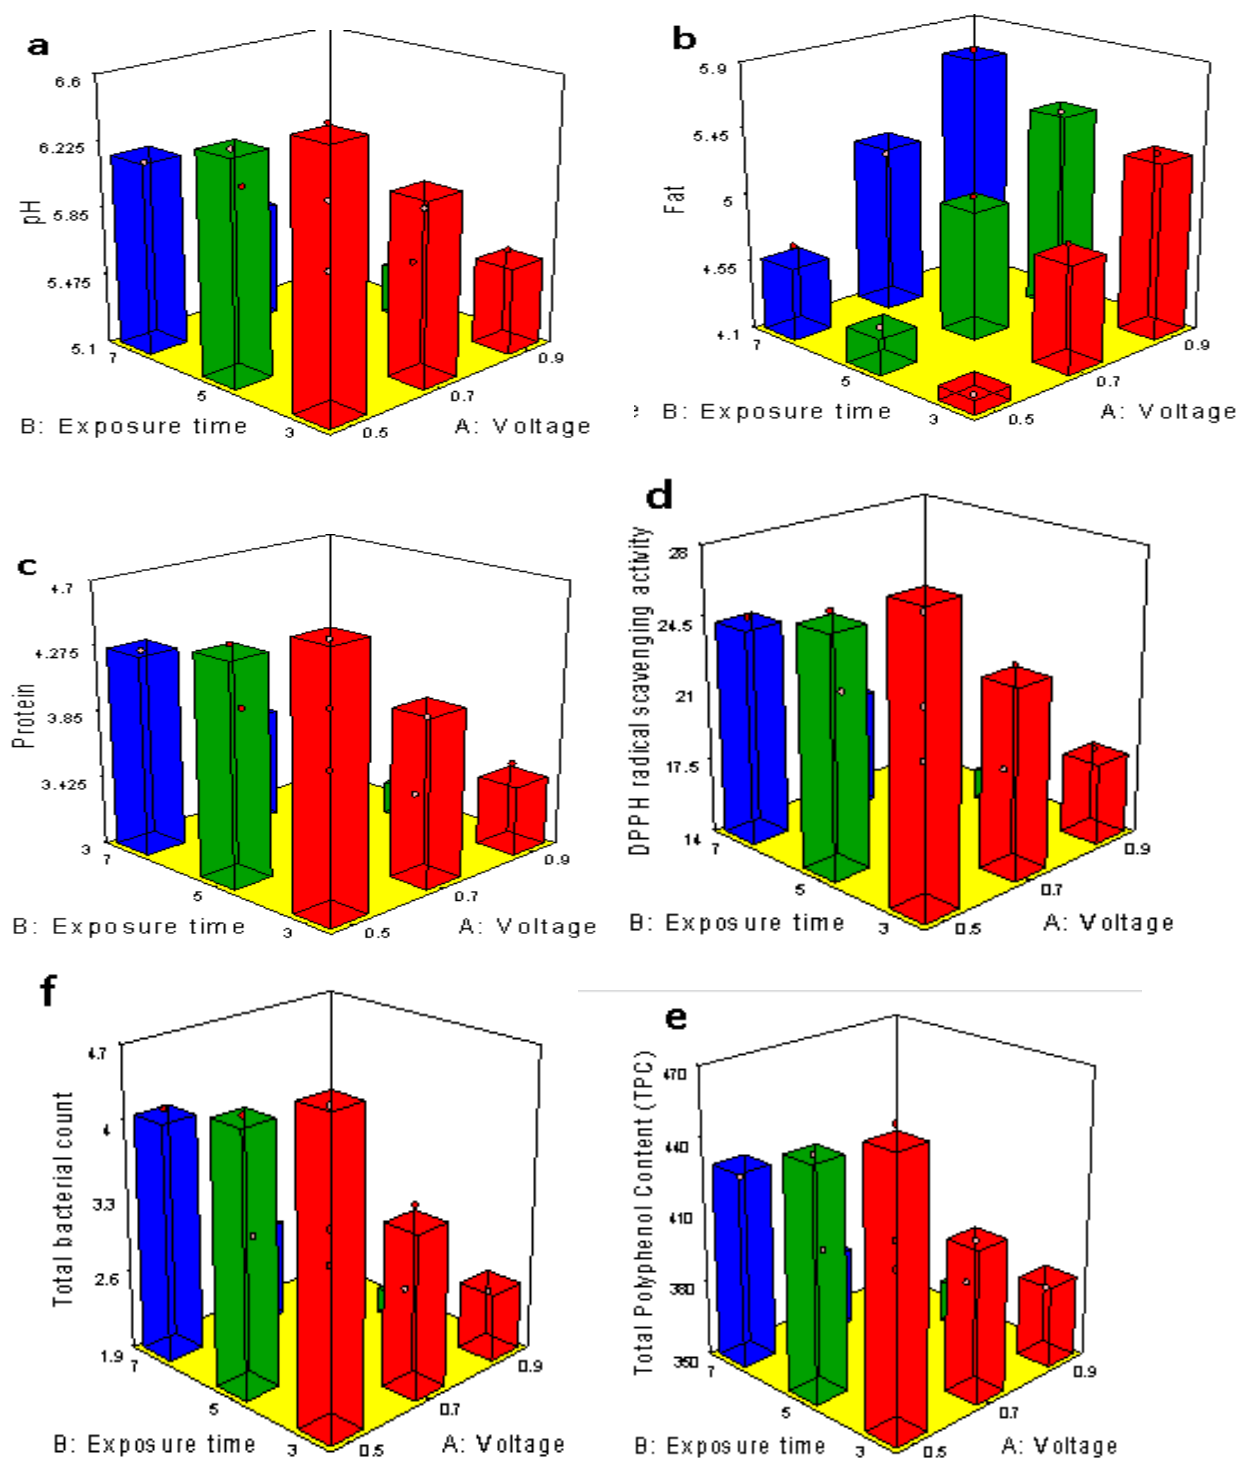 a
pH
6.6
6.225
5.85
5.475
5.1
7
5
3
0.5
0.7
0.9
B: Exposure time
A: Voltage
b
Fat
5.9
5.45
5
4.55
4.1
7
5
3
0.5
0.7
0.9
e B: Exposure time
A: Voltage
c
Protein
4.7
4.275
3.85
3.425
3
7
5
3
0.5
0.7
0.9
B: Exposure time
A: Voltage
d
DPPH radical scavenging activity
28
24.5
21
17.5
14
7
5
3
0.5
0.7
0.9
B: Exposure time
A: Voltage
f
Total bacterial count
4.7
4
3.3
2.6
1.9
7
5
3
0.5
0.7
0.9
B: Exposure time
A: Voltage
e
Total Polyphenol Content (TPC)
470
440
410
380
350
7
5
3
0.5
0.7
0.9
B: Exposure time
A: Voltage